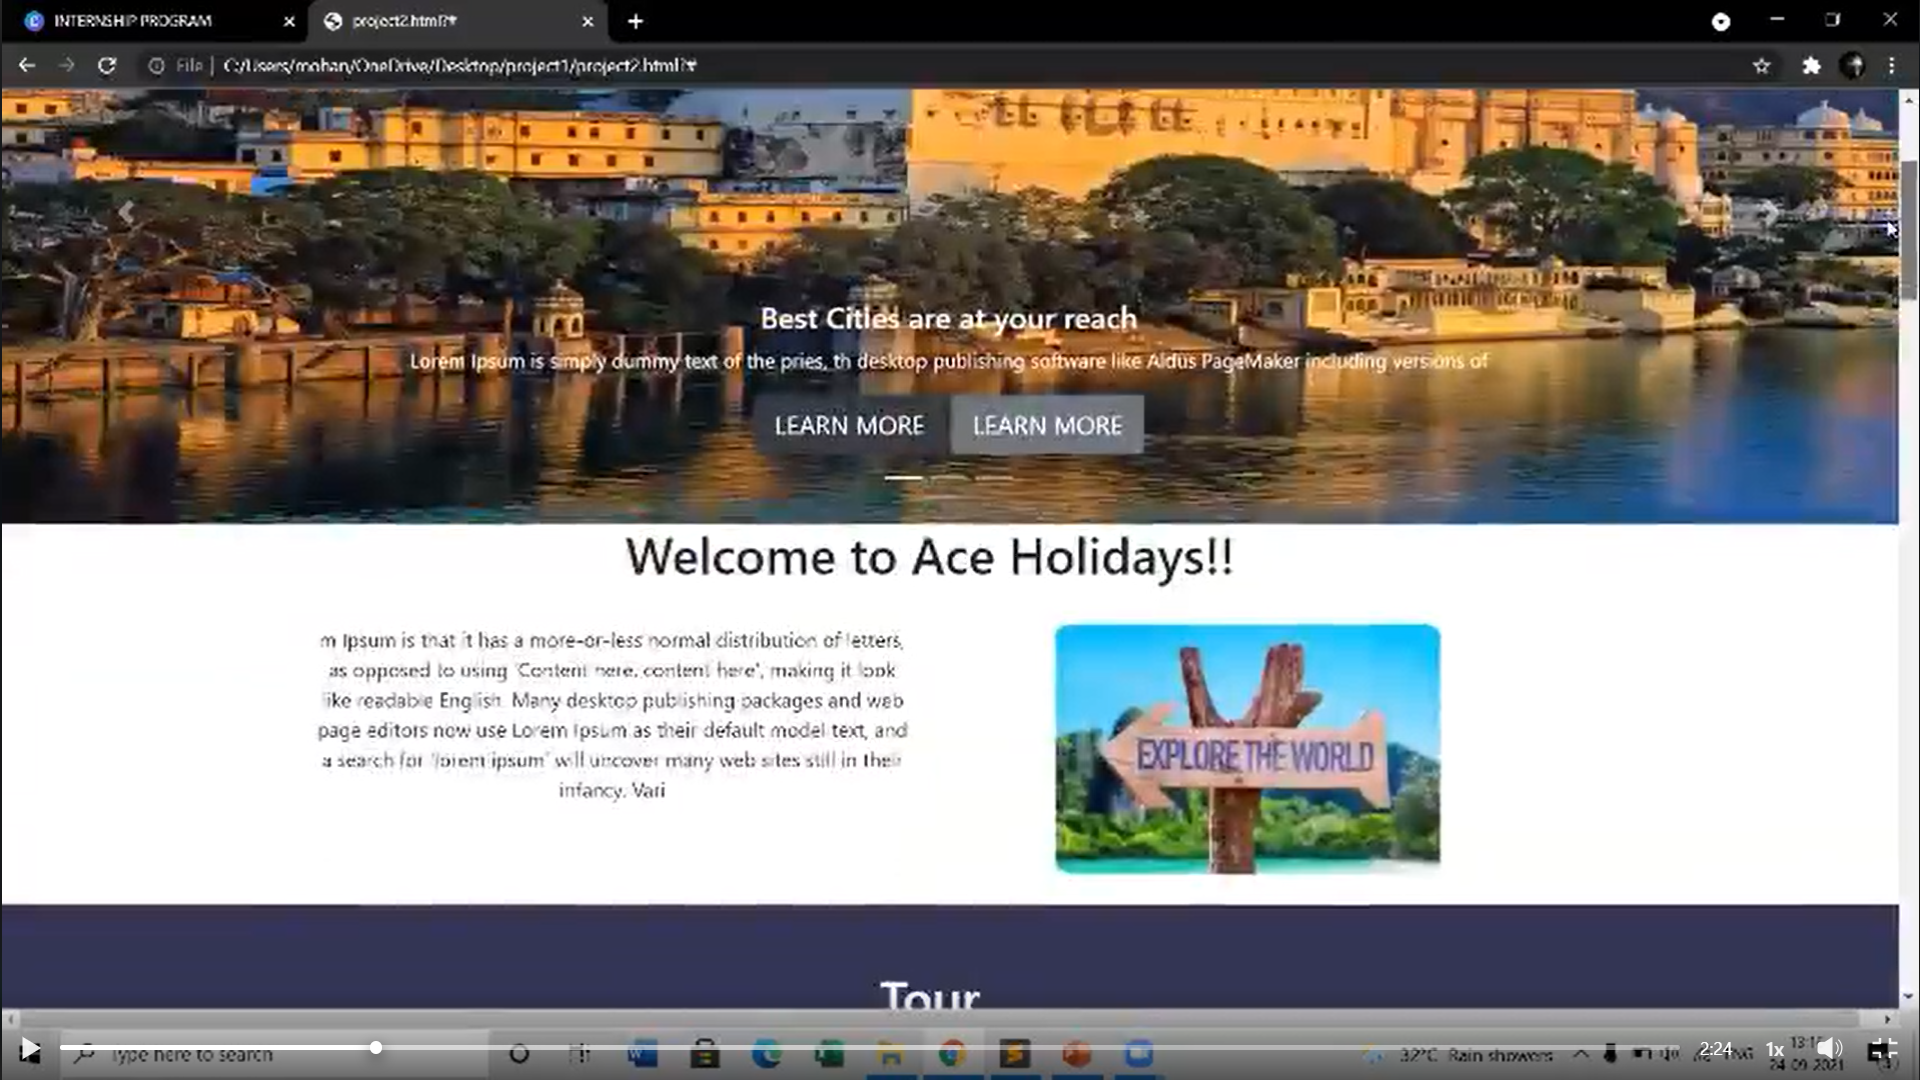 INTERNSHIP PROGRAM
project2.html?#
File | C:/Users/mohan/OneDrive/Desktop/project1/project2.html?#
Best Cities are at your reach
Lorem Ipsum is simply dummy text of the pries, th desktop publishing software like Aldus PageMaker including versions of
LEARN MORE LEARN MORE
Welcome to Ace Holidays!!
m Ipsum is that it has a more-or-less normal distribution of letters,
as opposed to using 'Content here, content here', making it look
like readable English. Many desktop publishing packages and web
page editors now use Lorem Ipsum as their default model text, and
a search for 'lorem ipsum' will uncover many web sites still in their
infancy. Vari
EXPLORE THE WORLD
Tour
Type here to search
32°C Rain showers
ENG
2:24
1x
24-09-2021